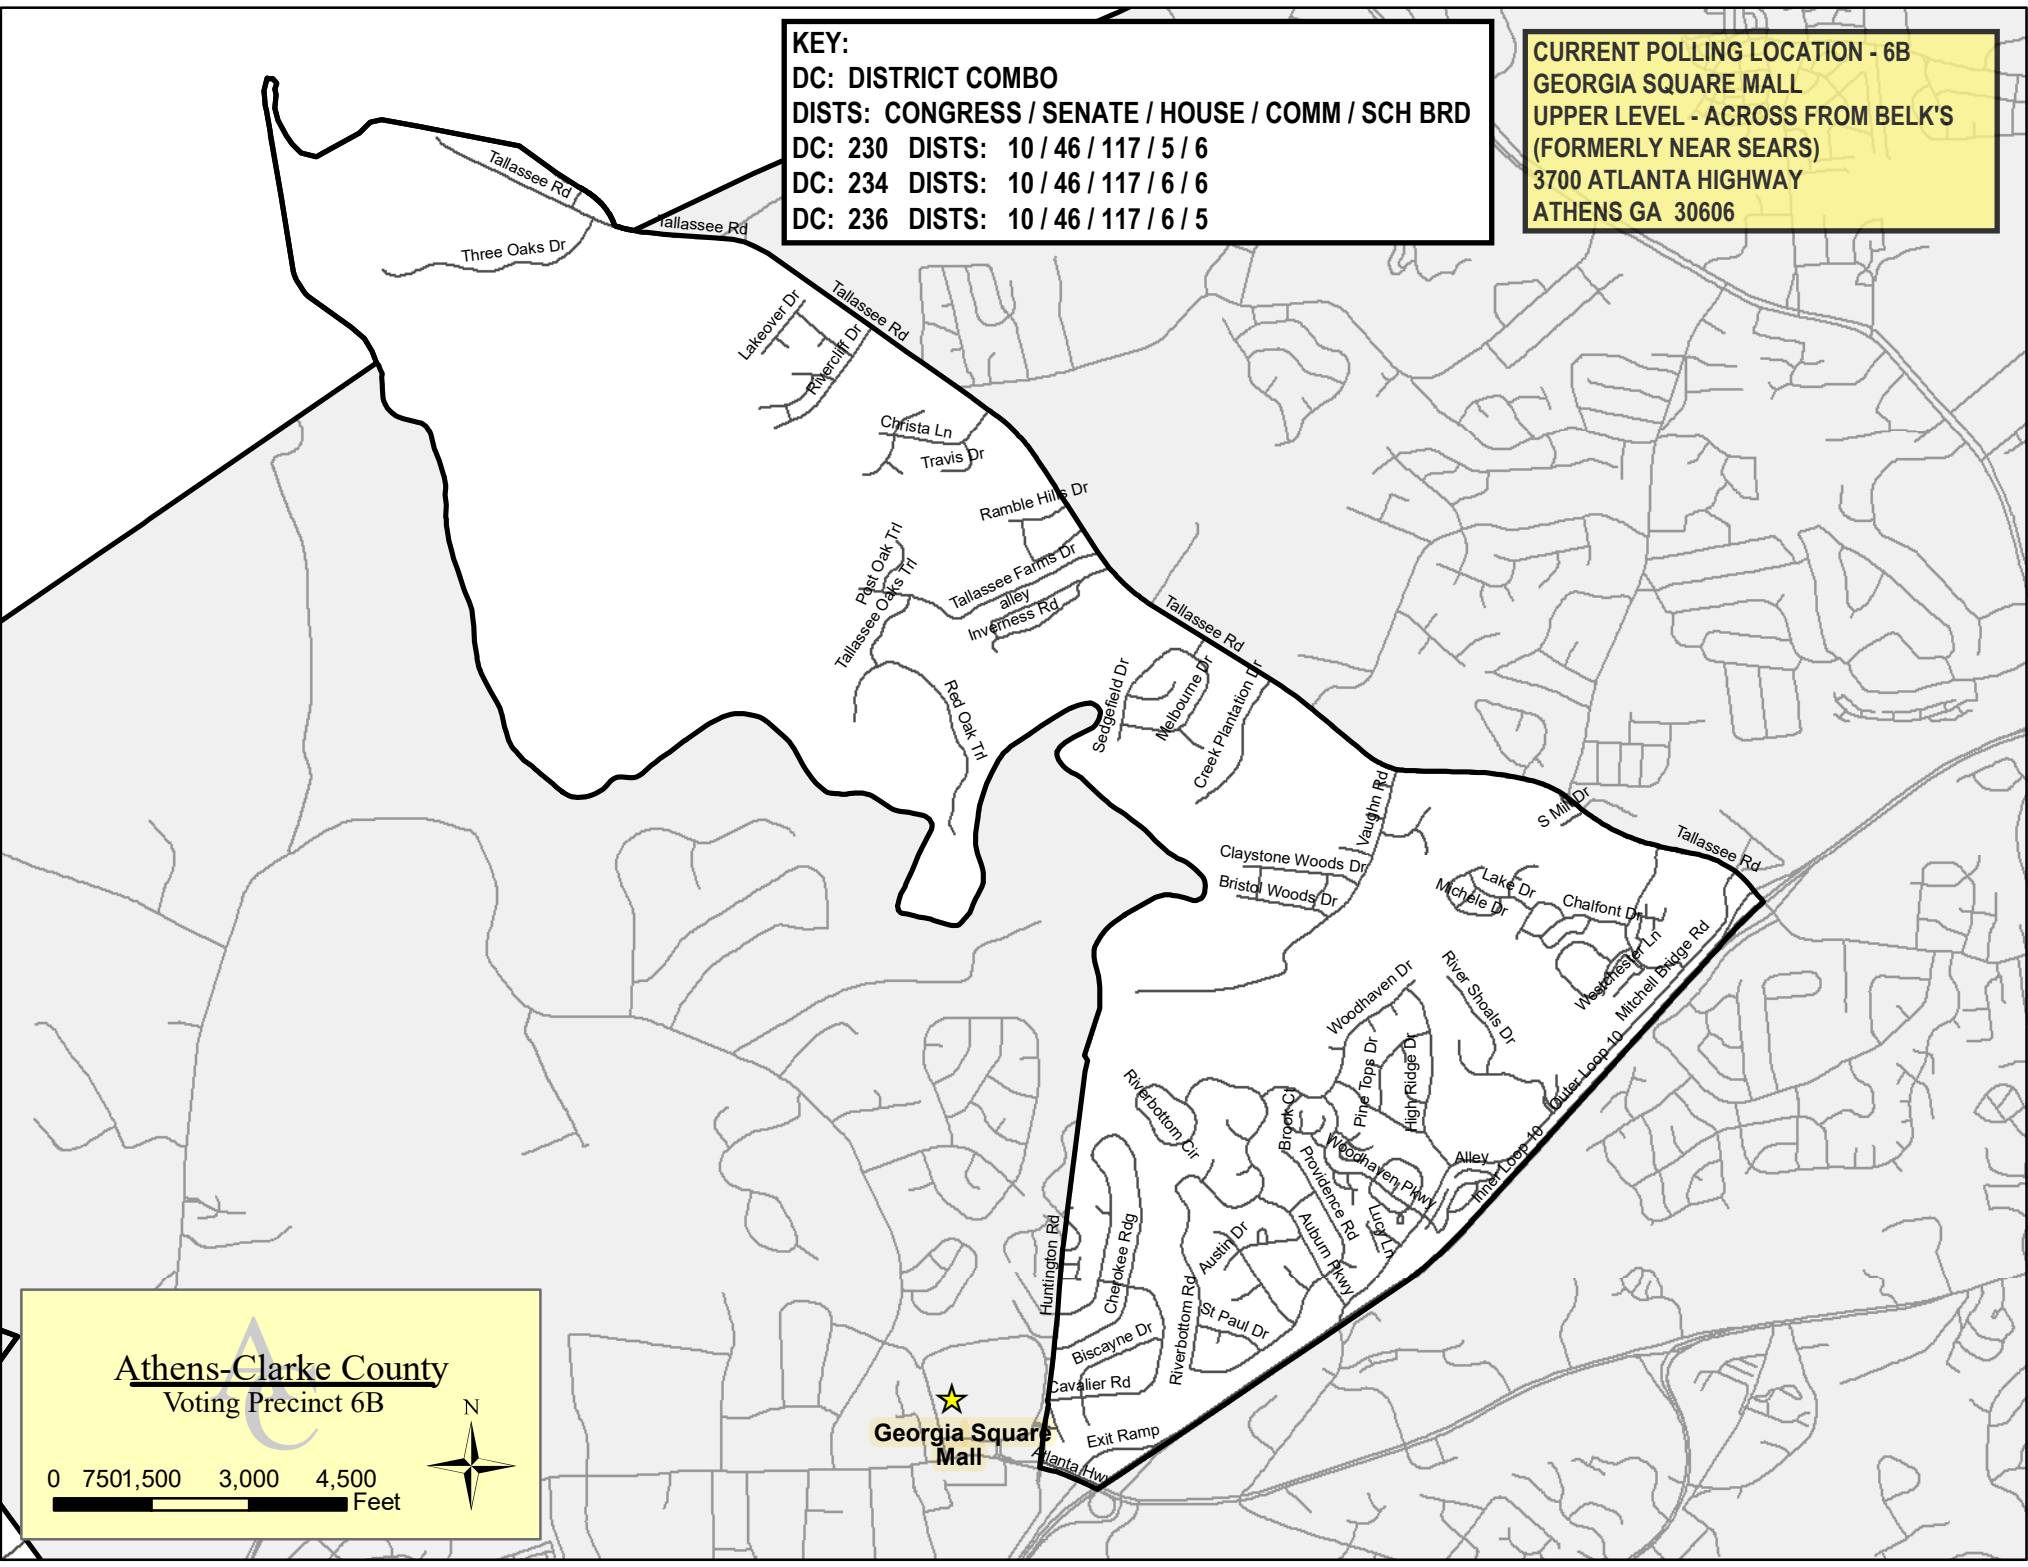 KEY:
DC: DISTRICT COMBO
DISTS: CONGRESS / SENATE / HOUSE / COMM / SCH BRD
DC: 230 DISTS: 10 / 46 / 117 / 5 / 6
DC: 234 DISTS: 10 / 46 / 117 / 6 / 6
DC: 236 DISTS: 10 / 46 / 117 / 6 / 5
CURRENT POLLING LOCATION - 6B
GEORGIA SQUARE MALL
UPPER LEVEL - ACROSS FROM BELK'S
(FORMERLY NEAR SEARS)
3700 ATLANTA HIGHWAY
ATHENS GA 30606
Tallassee Rd
Tallassee Rd
Three Oaks Dr
Tallassee Rd
Lakeover Dr
Rivercliff Dr
Christa Ln
Travis Dr
Ramble Hills Dr
Post Oak Trl
Tallassee Oaks Trl
Tallassee Farms Dr
alley
Inverness Rd
Tallassee Rd
Red Oak Trl
Sedgefield Dr
Melbourne Dr
Creek Plantation Dr
Vaughn Rd
S Mill Dr
Tallassee Rd
Claystone Woods Dr
Bristol Woods Dr
Lake Dr
Michele Dr
Chalfont Dr
Westchester Ln
Mitchell Bridge Rd
Woodhaven Dr
River Shoals Dr
Outer Loop 10
Pine Tops Dr
High Ridge Dr
Riverbottom Cir
Brook Ct
Woodhaven Pkwy
Alley
Inner Loop 10
Providence Rd
Lucy Ln
Auburn Pkwy
Austin Dr
Huntington Rd
Cherokee Rdg
Riverbottom Rd
St Paul Dr
Biscayne Dr
Cavalier Rd
Exit Ramp
Atlanta Hwy
Georgia Square
Mall
AC
Athens-Clarke County
Voting Precinct 6B
N
0 750 1,500 3,000 4,500
Feet